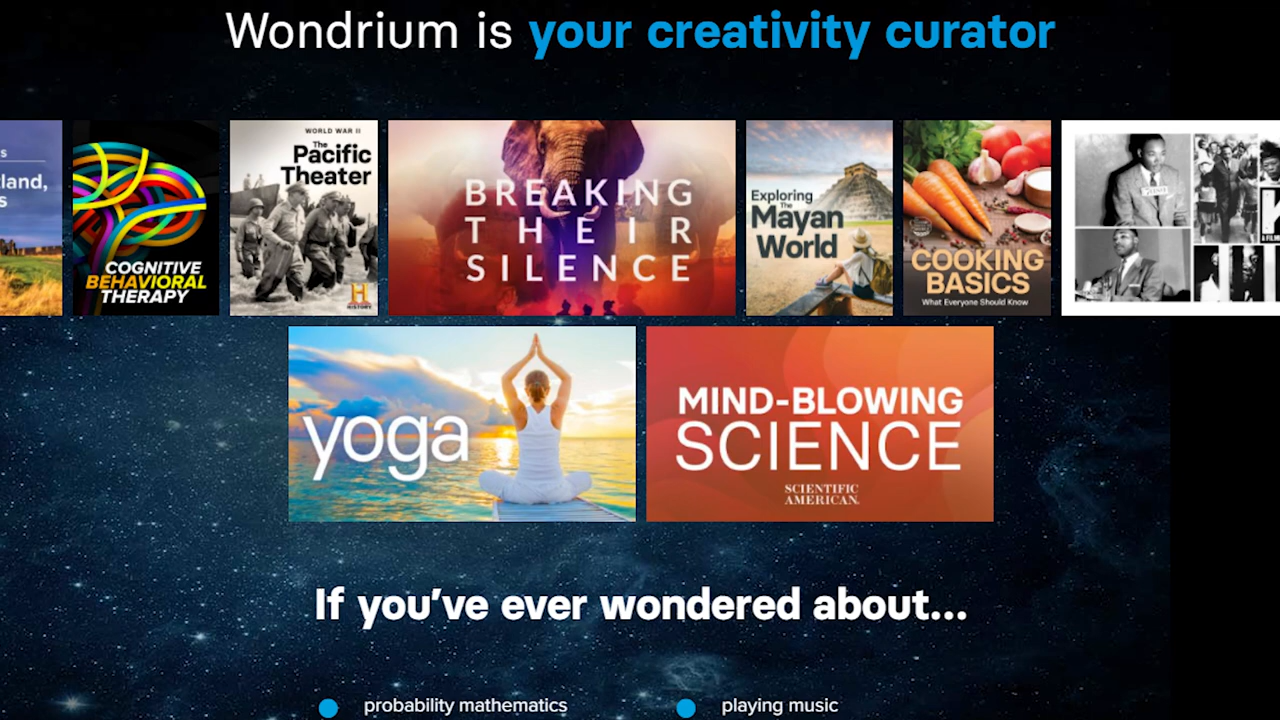 Wondrium is your creativity curator
s
land,
s
COGNITIVE
BEHAVIORAL
THERAPY
WORLD WAR II
The
Pacific
Theater
H
HISTORY
BREAKING
THEIR
SILENCE
Exploring
The
Mayan
World
COOKING
BASICS
What Everyone Should Know
K
A FILM
yoga
MIND-BLOWING
SCIENCE
SCIENTIFIC
AMERICAN
If you've ever wondered about...
probability mathematics
playing music